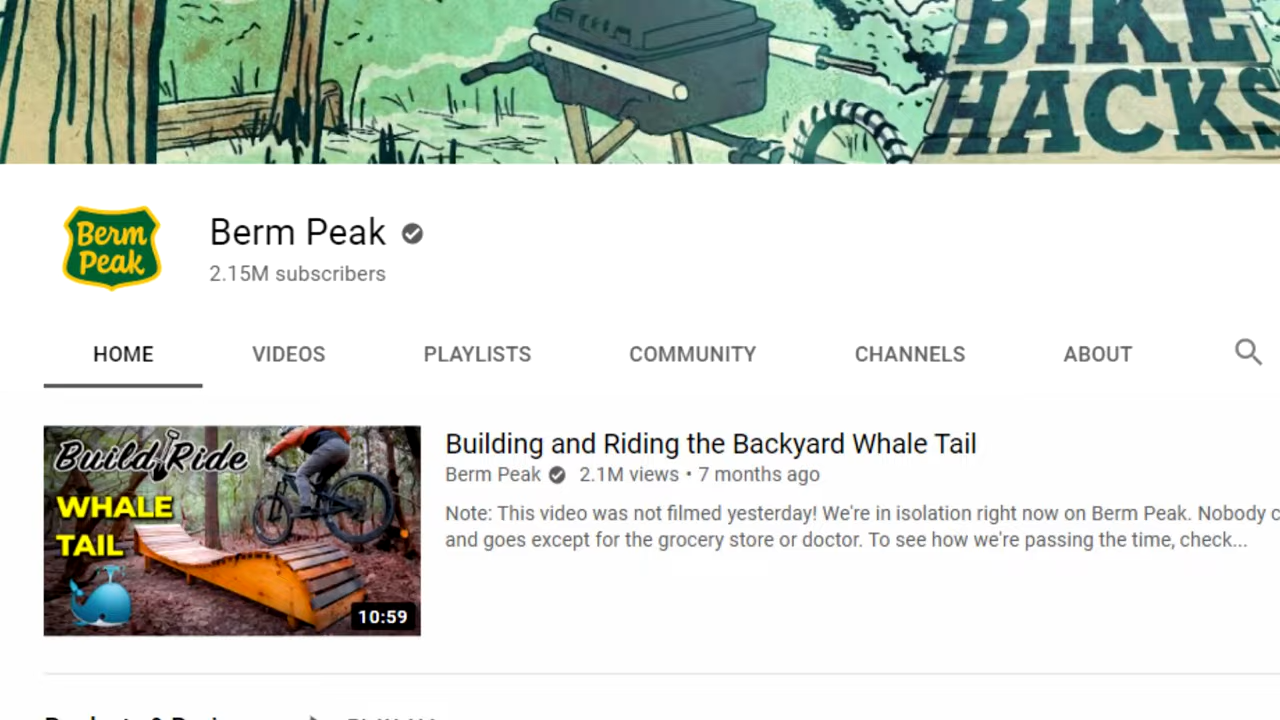 BIKE
HACKS
Berm
Peak
Berm Peak
2.15M subscribers
HOME VIDEOS PLAYLISTS COMMUNITY CHANNELS ABOUT
Build Ride
WHALE
TAIL
10:59
Building and Riding the Backyard Whale Tail
Berm Peak 2.1M views • 7 months ago
Note: This video was not filmed yesterday! We're in isolation right now on Berm Peak. Nobody
and goes except for the grocery store or doctor. To see how we're passing the time, check...